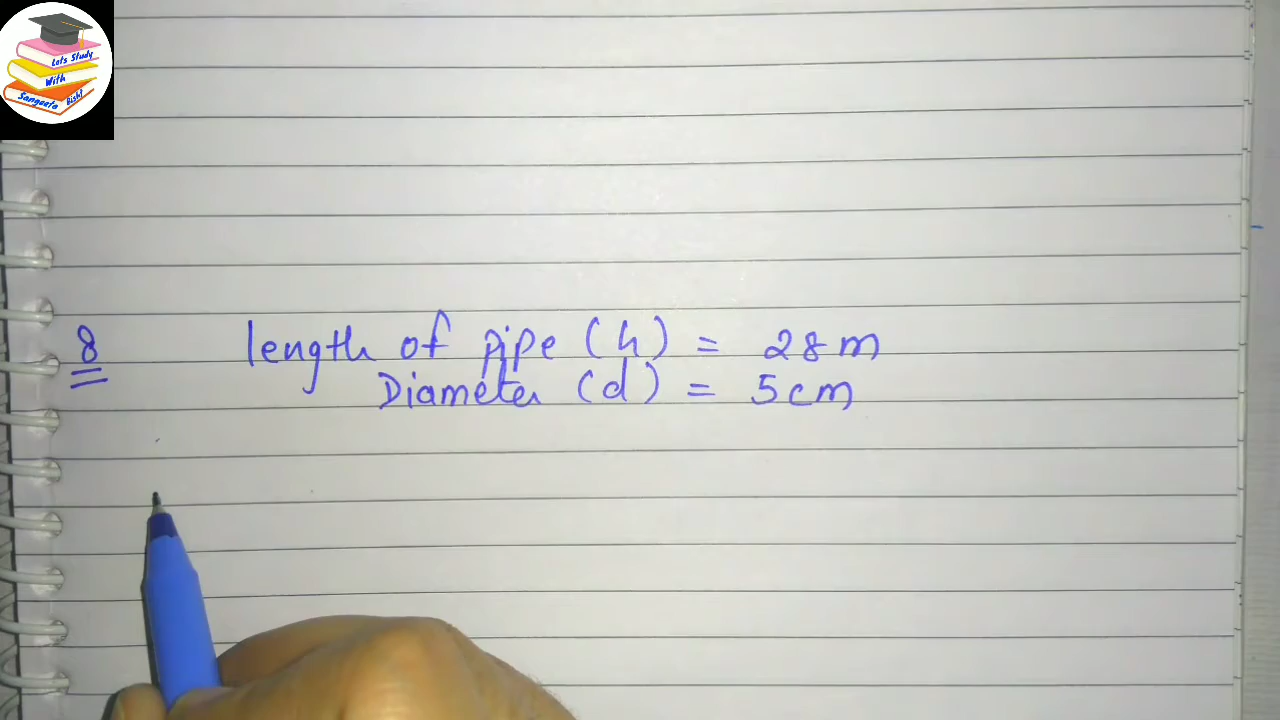 Lets Study
With
Sangeeta Bisht
8 length of pipe (h) = 28m
Diameter (d) = 5cm